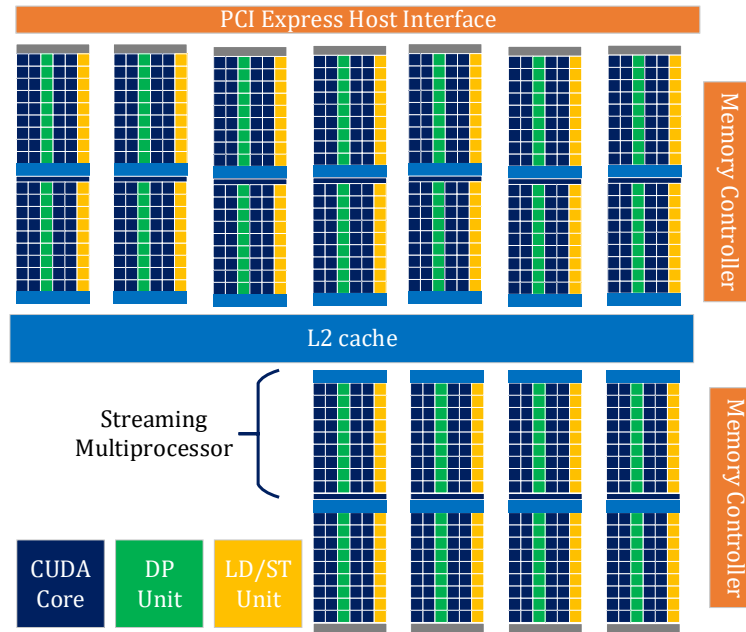 PCI Express Host Interface
Memory Controller
L2 cache
Streaming
Multiprocessor
Memory Controller
CUDA
Core
DP
Unit
LD/ST
Unit